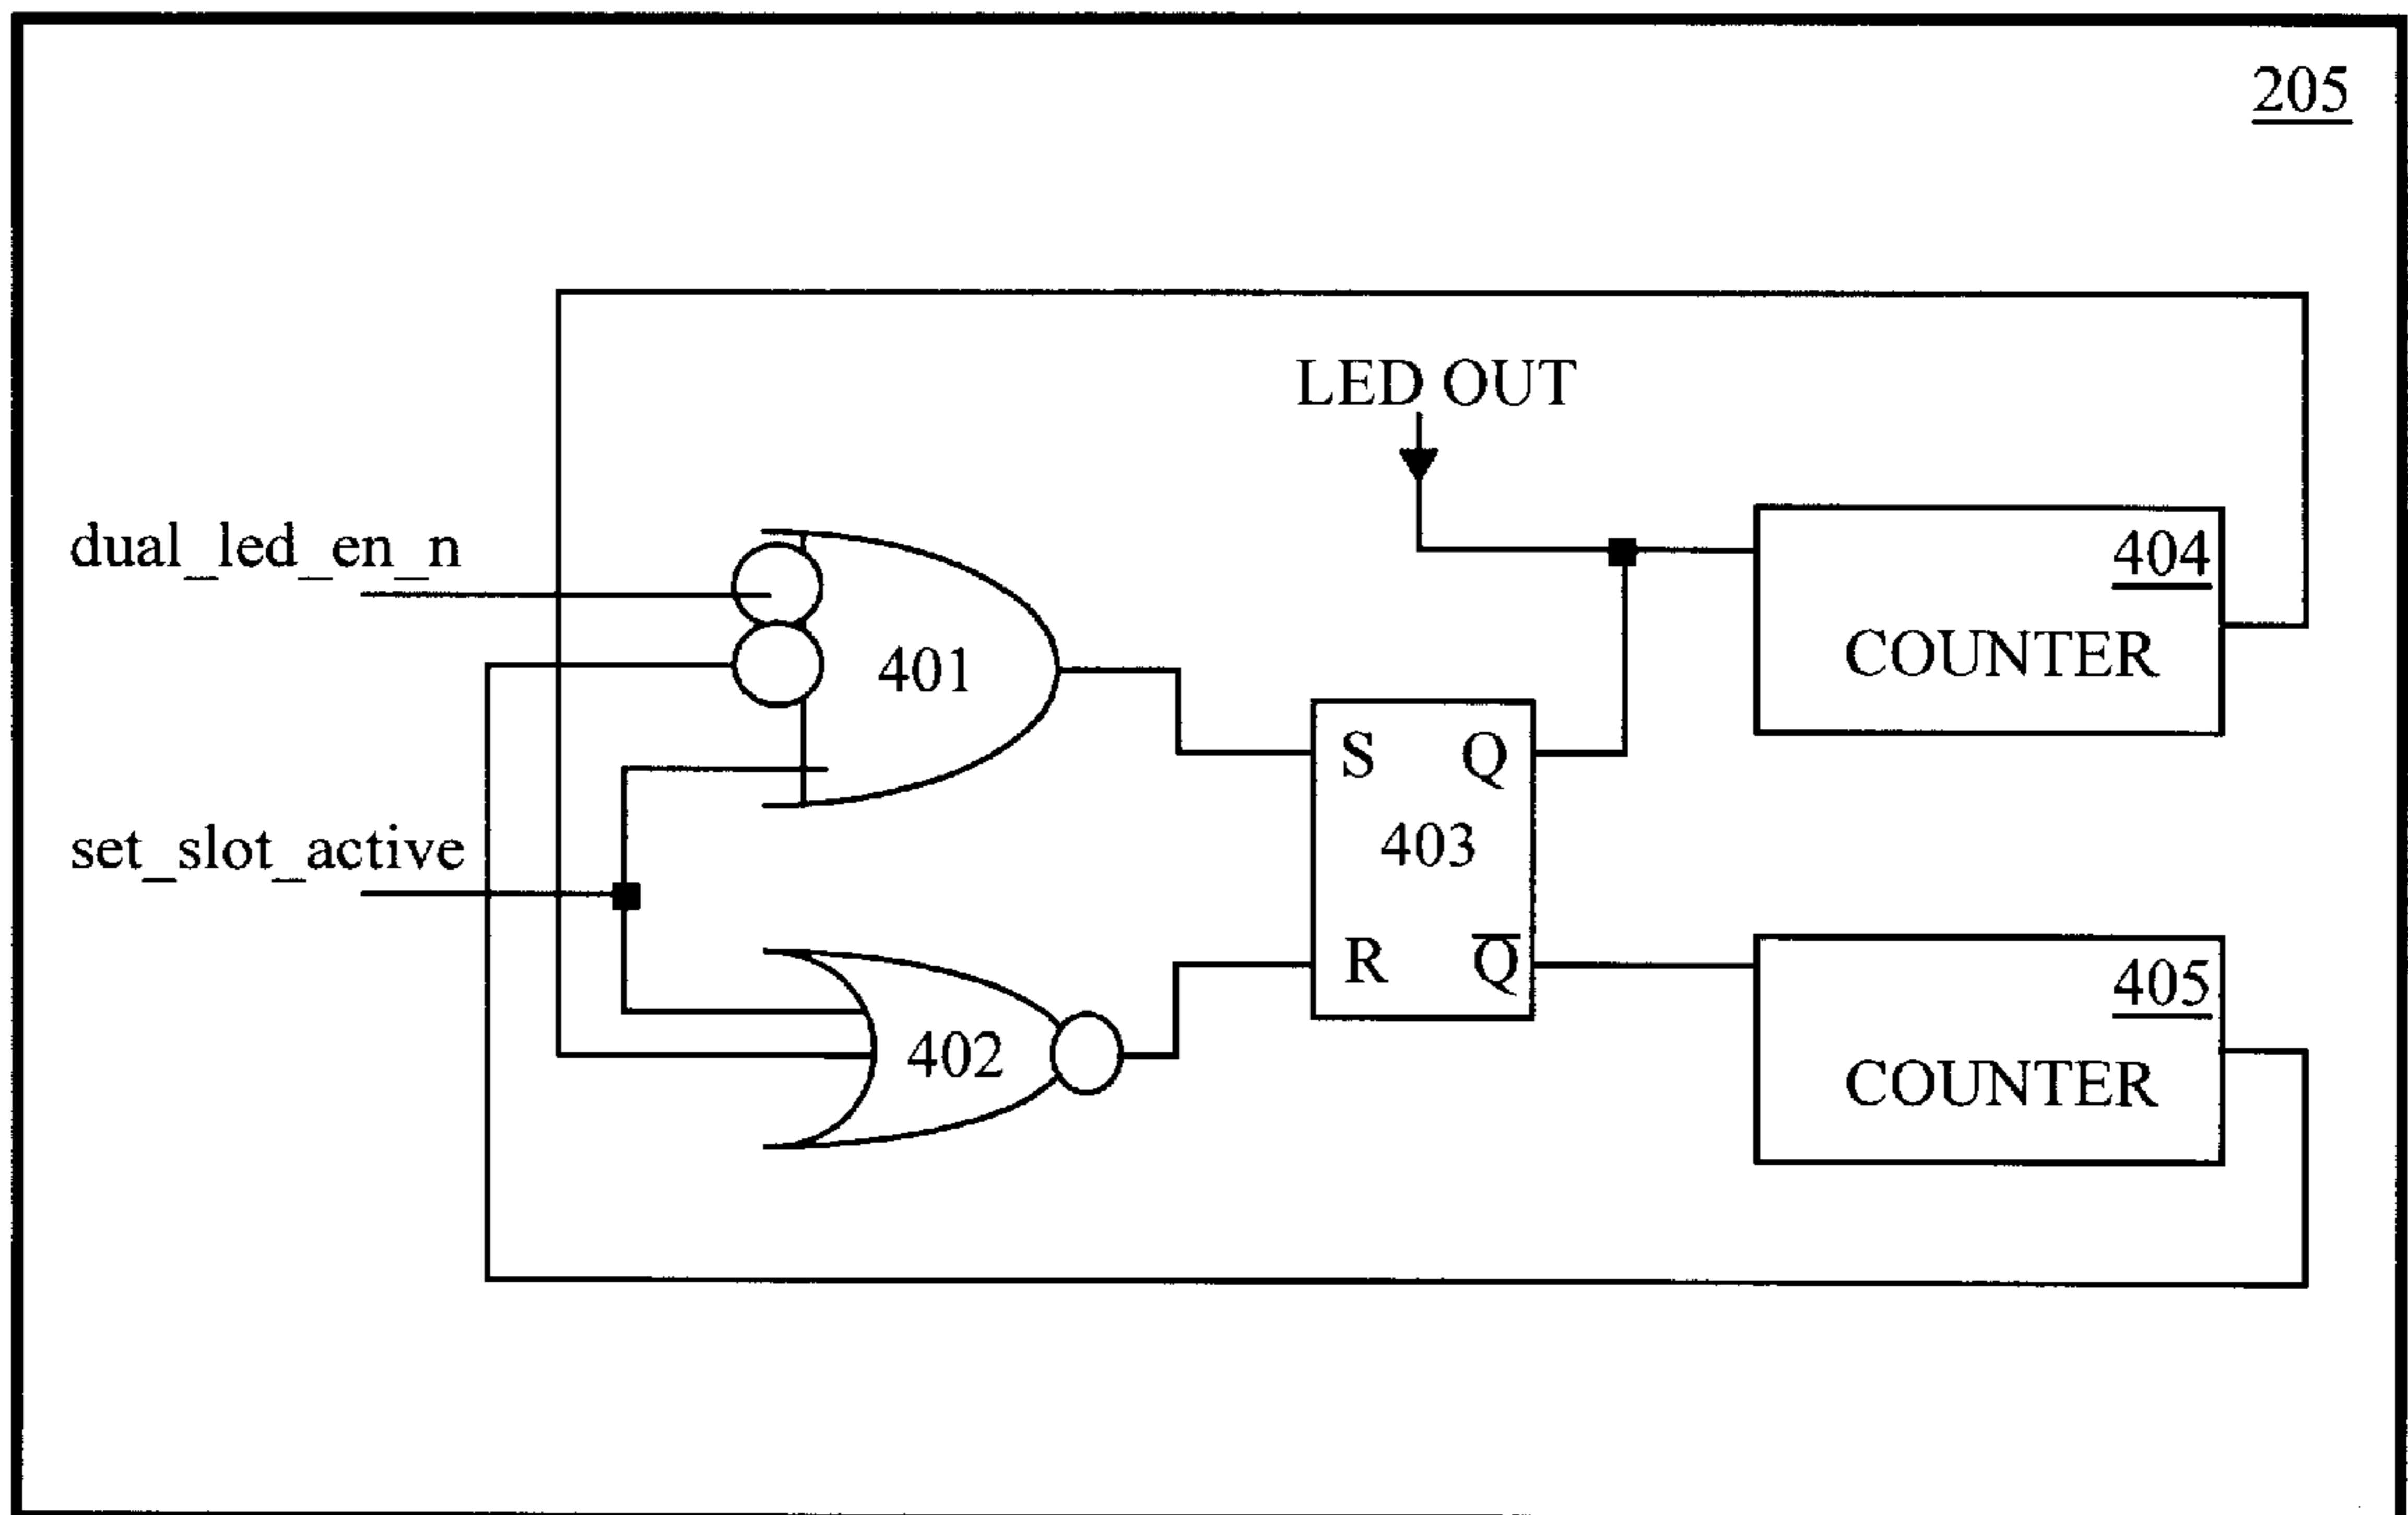 205
LED OUT
dual_led_en_n
404
COUNTER
401
S Q
set_slot_active
403
R Q̅
405
COUNTER
402